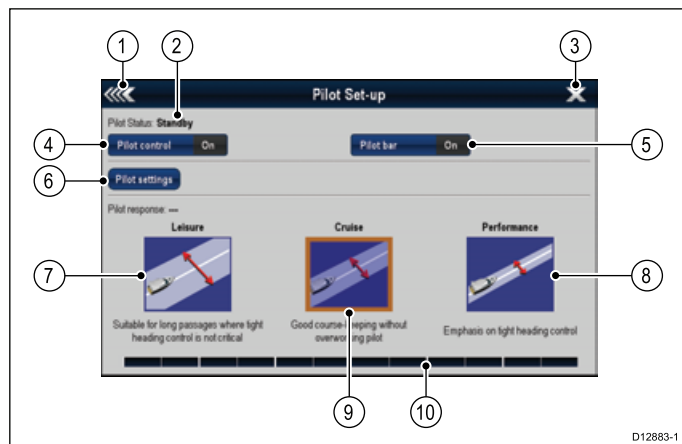 1 2 3
Pilot Set-up
Pilot Status: Standby
4 Pilot control On Pilot bar On 5
6 Pilot settings
Pilot response: ---
Leisure Cruise Performance
7 8
Suitable for long passages where tight Good course-keeping without Emphasis on tight heading control
heading control is not critical overworking pilot
9 10
D12883-1